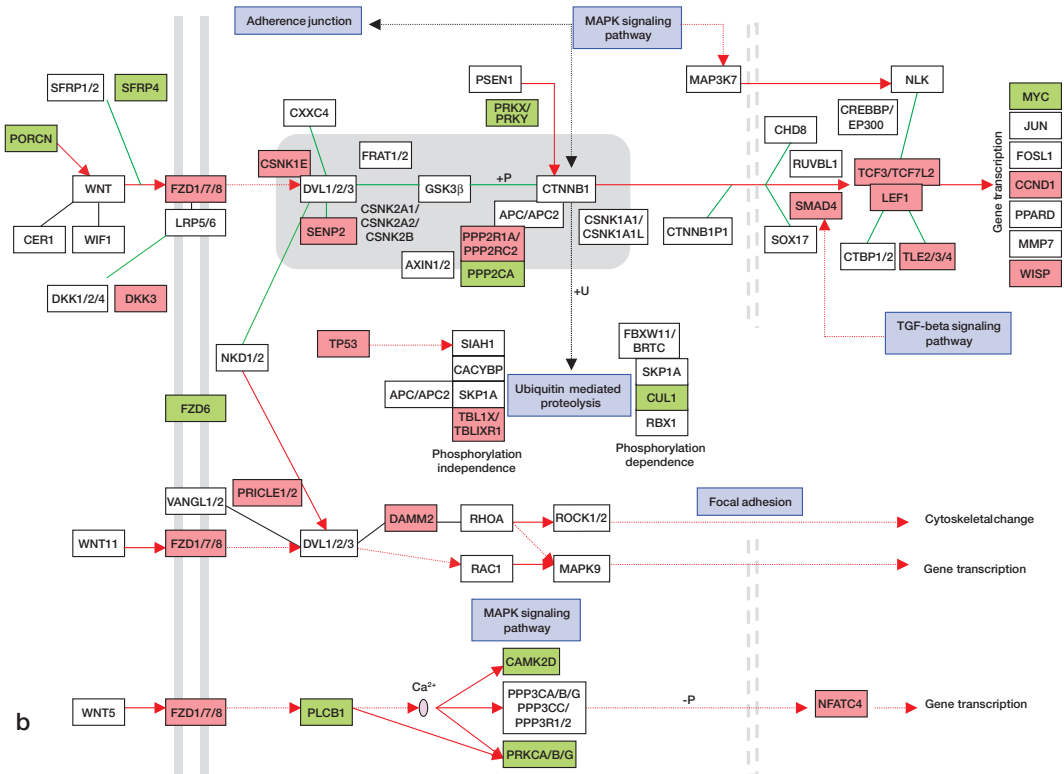 Adherence junction
MAPK signaling
pathway
SFRP1/2
SFRP4
PSEN1
MAP3K7
NLK
MYC
PORCN
CXXC4
PRKX/
PRKY
CREBBP/
EP300
JUN
CHD8
FOSL1
CSNK1E
FRAT1/2
RUVBL1
TCF3/TCF7L2
Gene transcription
WNT
FZD1/7/8
DVL1/2/3
GSK3β
+P
CTNNB1
CCND1
SMAD4
LEF1
LRP5/6
CSNK2A1/
CSNK2A2/
CSNK2B
APC/APC2
CSNK1A1/
CSNK1A1L
PPARD
CER1
WIF1
SENP2
PPP2R1A/
PPP2RC2
CTNNB1P1
SOX17
MMP7
AXIN1/2
PPP2CA
CTBP1/2
TLE2/3/4
WISP
DKK1/2/4
DKK3
+U
TGF-beta signaling
pathway
TP53
SIAH1
FBXW11/
BRTC
NKD1/2
CACYBP
SKP1A
APC/APC2
SKP1A
Ubiquitin mediated
proteolysis
CUL1
FZD6
TBL1X/
TBLIXR1
RBX1
Phosphorylation
independence
Phosphorylation
dependence
VANGL1/2
PRICLE1/2
Focal adhesion
DAMM2
RHOA
ROCK1/2
Cytoskeletal change
WNT11
FZD1/7/8
DVL1/2/3
RAC1
MAPK9
Gene transcription
MAPK signaling
pathway
CAMK2D
Ca²⁺
PPP3CA/B/G
PPP3CC/
PPP3R1/2
-P
b
WNT5
FZD1/7/8
PLCB1
NFATC4
Gene transcription
PRKCA/B/G